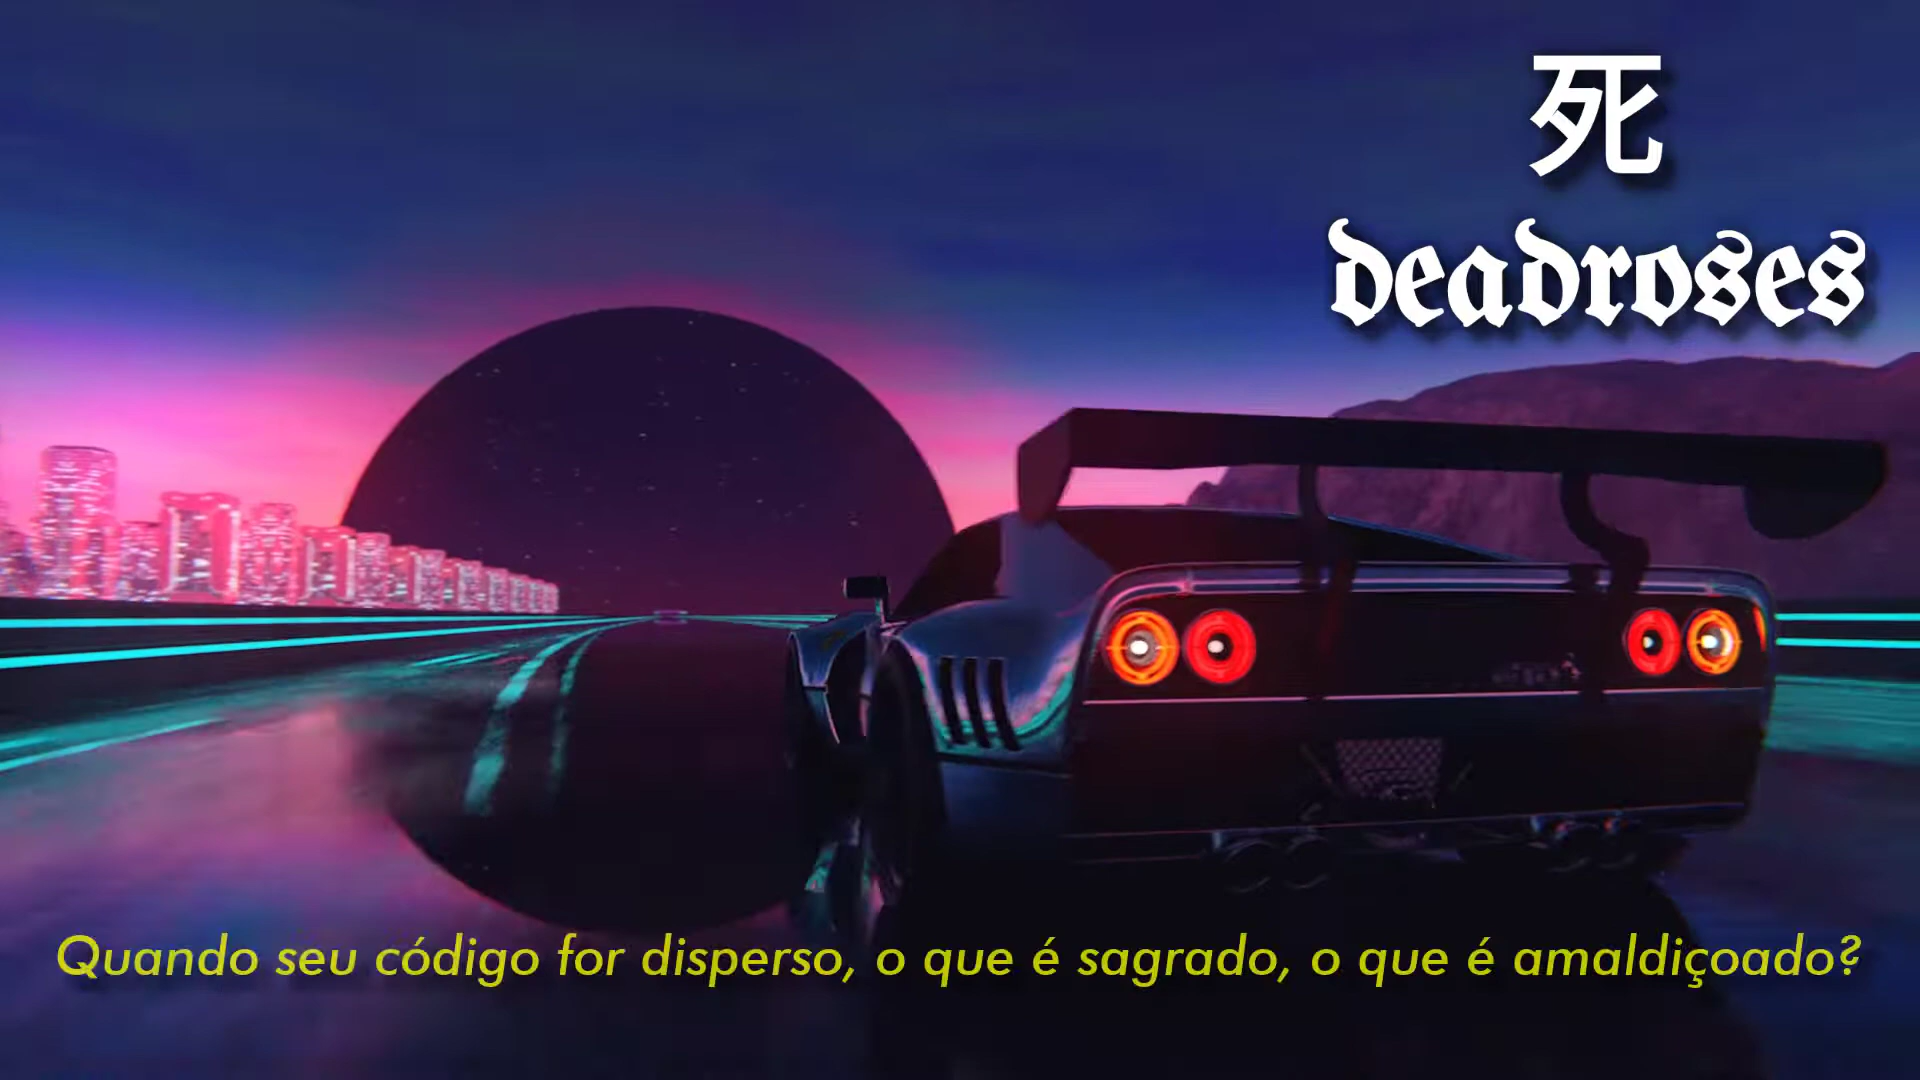 死
deadroses
Quando seu código for disperso, o que é sagrado, o que é amaldiçoado?